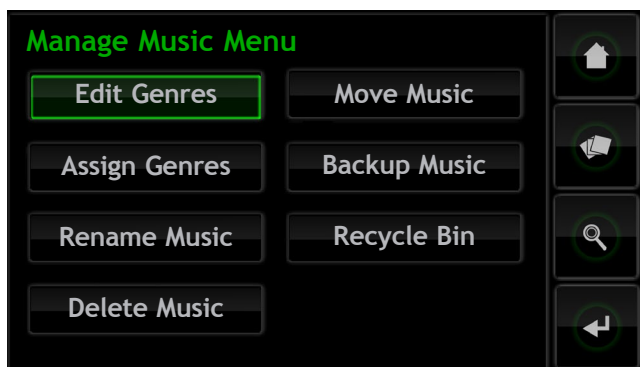 Manage Music Menu
Edit Genres
Move Music
Assign Genres
Backup Music
Rename Music
Recycle Bin
Delete Music